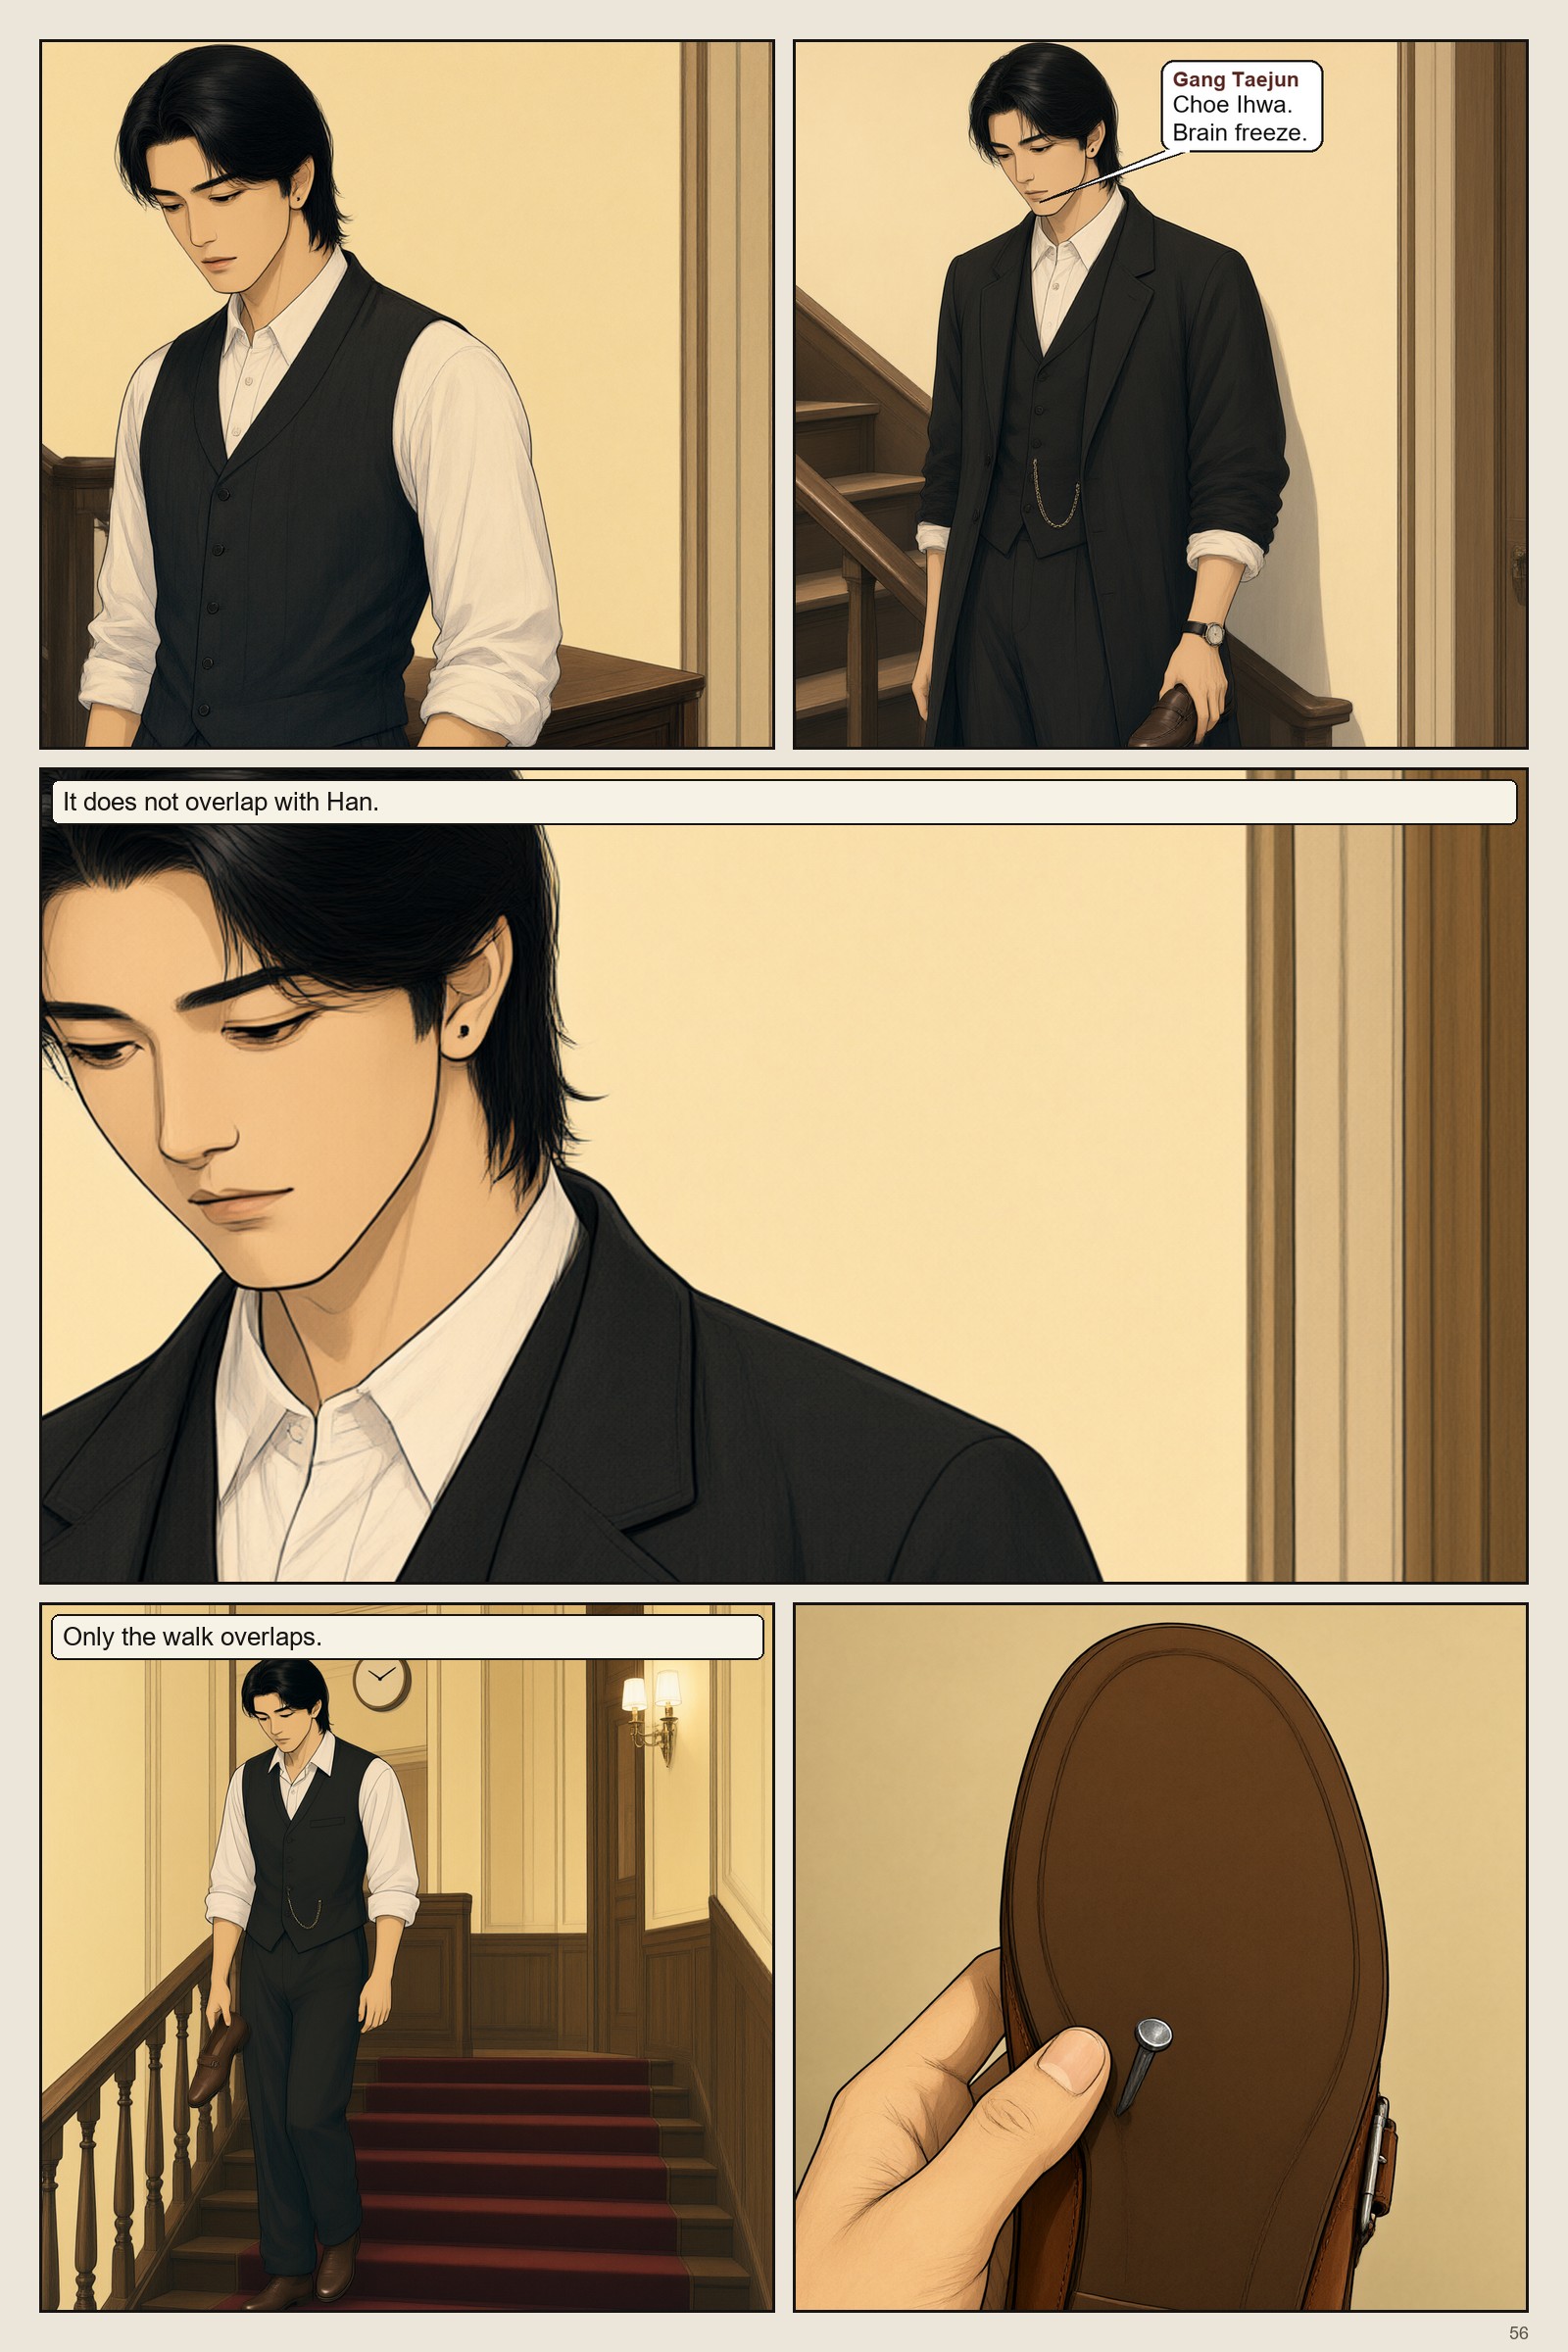 Gang Taejun
Choe Ihwa.
Brain freeze.
It does not overlap with Han.
Only the walk overlaps.
56